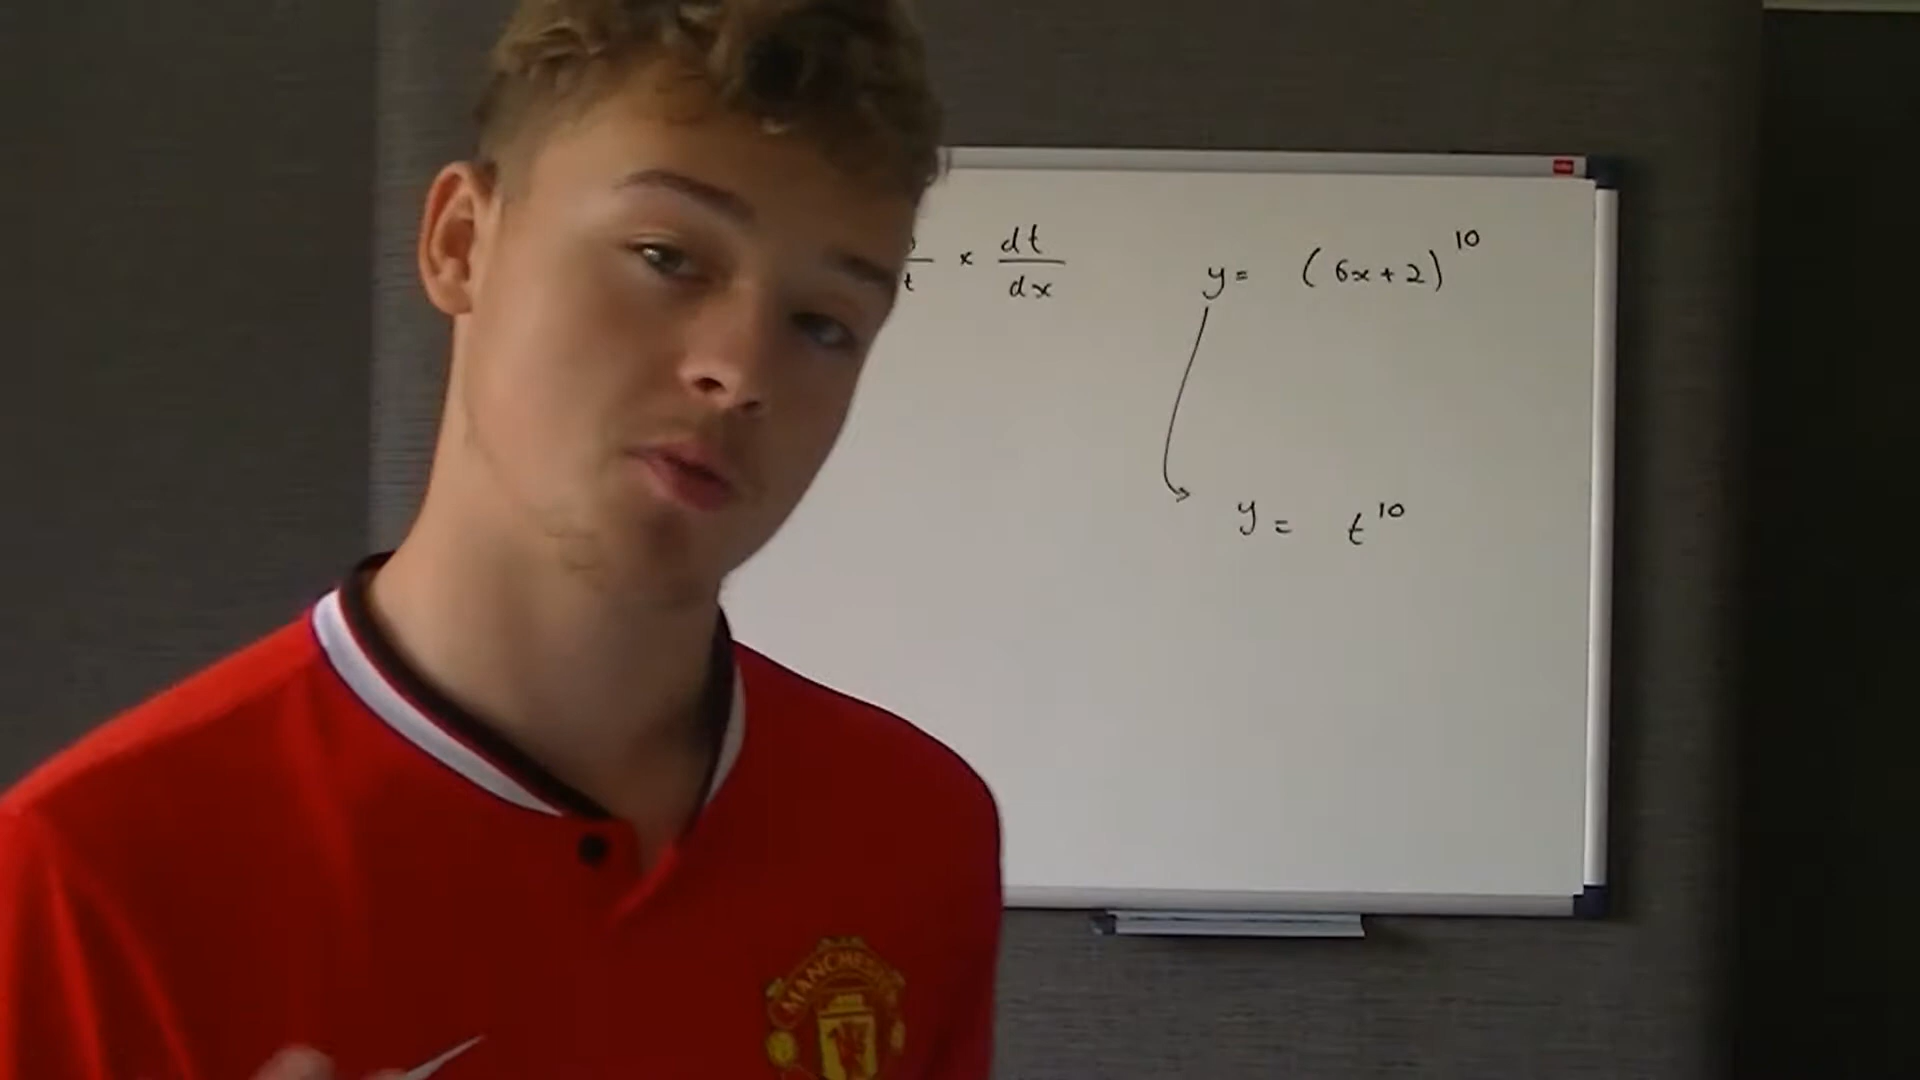 t × dt
dx
y = (6x+2)^10
y = t^10
MANCHESTER